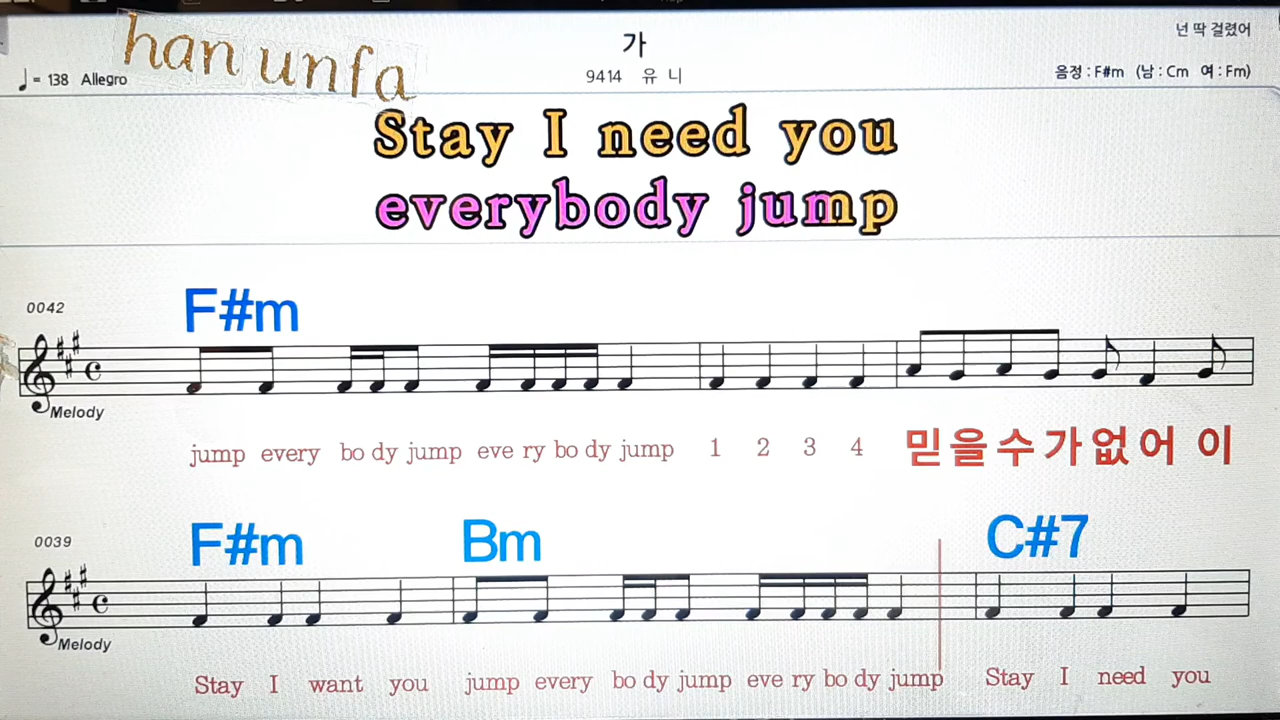 han unfa
가
넌 딱 걸렸어
♩= 138 Allegro
9414 유 니
음정 : F#m (남 : Cm 여 : Fm)
Stay I need you
everybody jump
0042
F#m
Melody
jump every bo dy jump eve ry bo dy jump 1 2 3 4 믿 을 수 가 없 어 이
0039
F#m Bm C#7
Melody
Stay I want you jump every bo dy jump eve ry bo dy jump Stay I need you